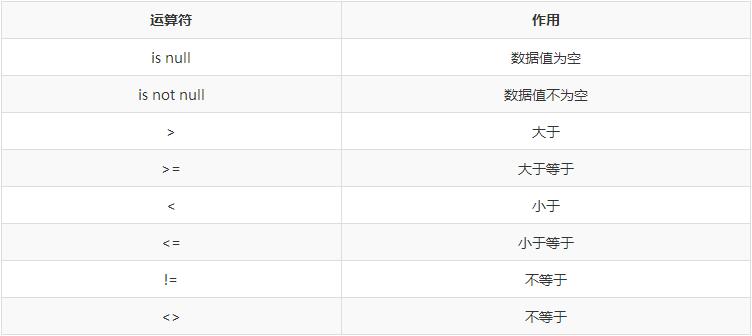 运算符 作用
is null 数据值为空
is not null 数据值不为空
> 大于
>= 大于等于
< 小于
<= 小于等于
!= 不等于
<> 不等于